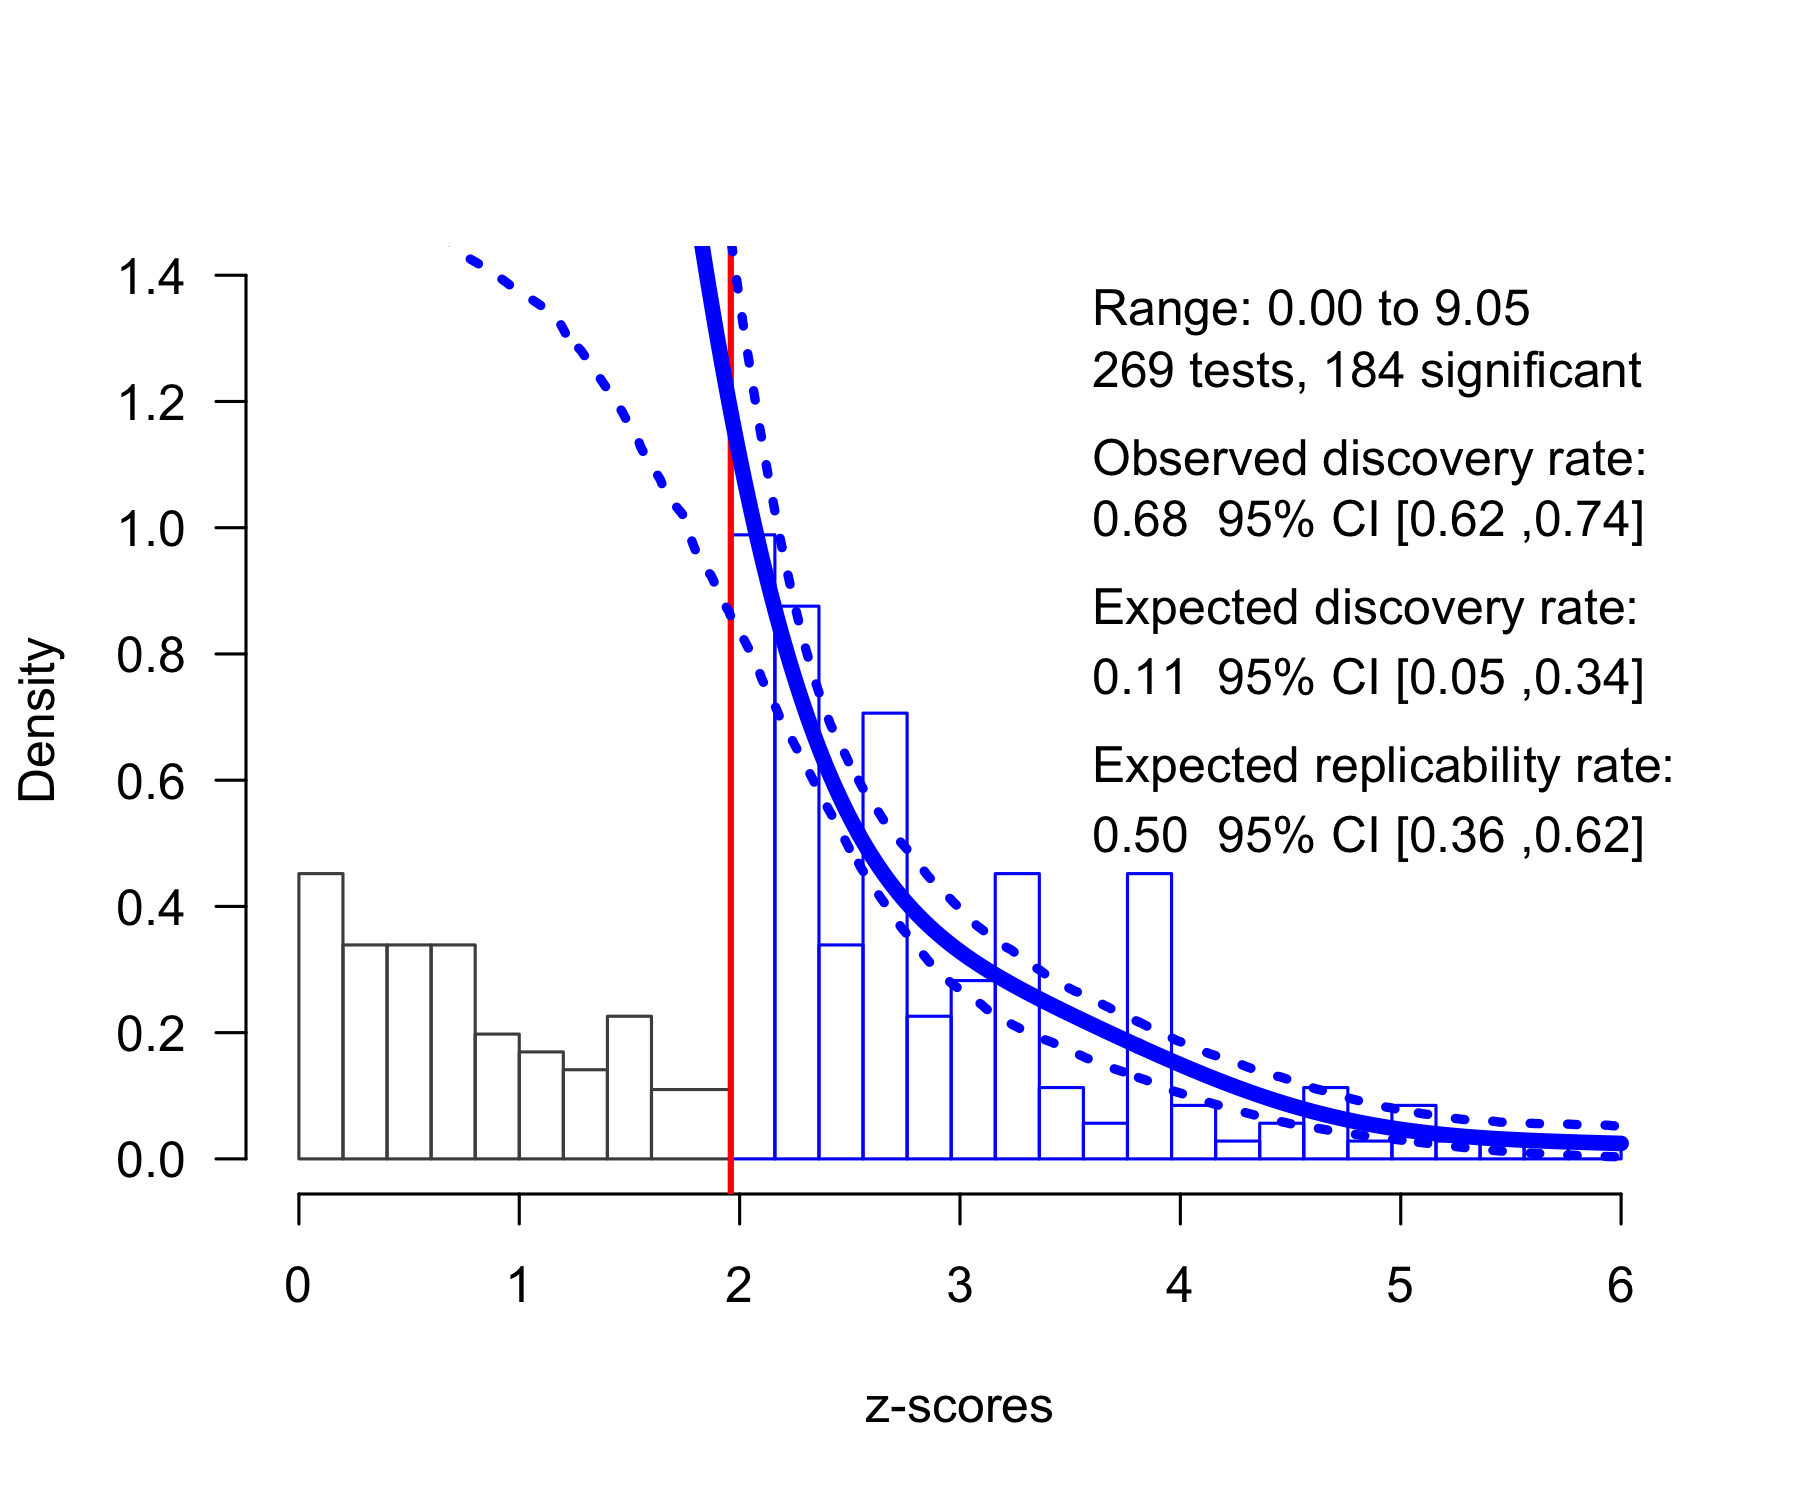 Range: 0.00 to 9.05
269 tests, 184 significant
Observed discovery rate:
0.68 95% CI [0.62 ,0.74]
Expected discovery rate:
0.11 95% CI [0.05 ,0.34]
Expected replicability rate:
0.50 95% CI [0.36 ,0.62]
Density
1.4
1.2
1.0
0.8
0.6
0.4
0.2
0.0
0 1 2 3 4 5 6
z-scores